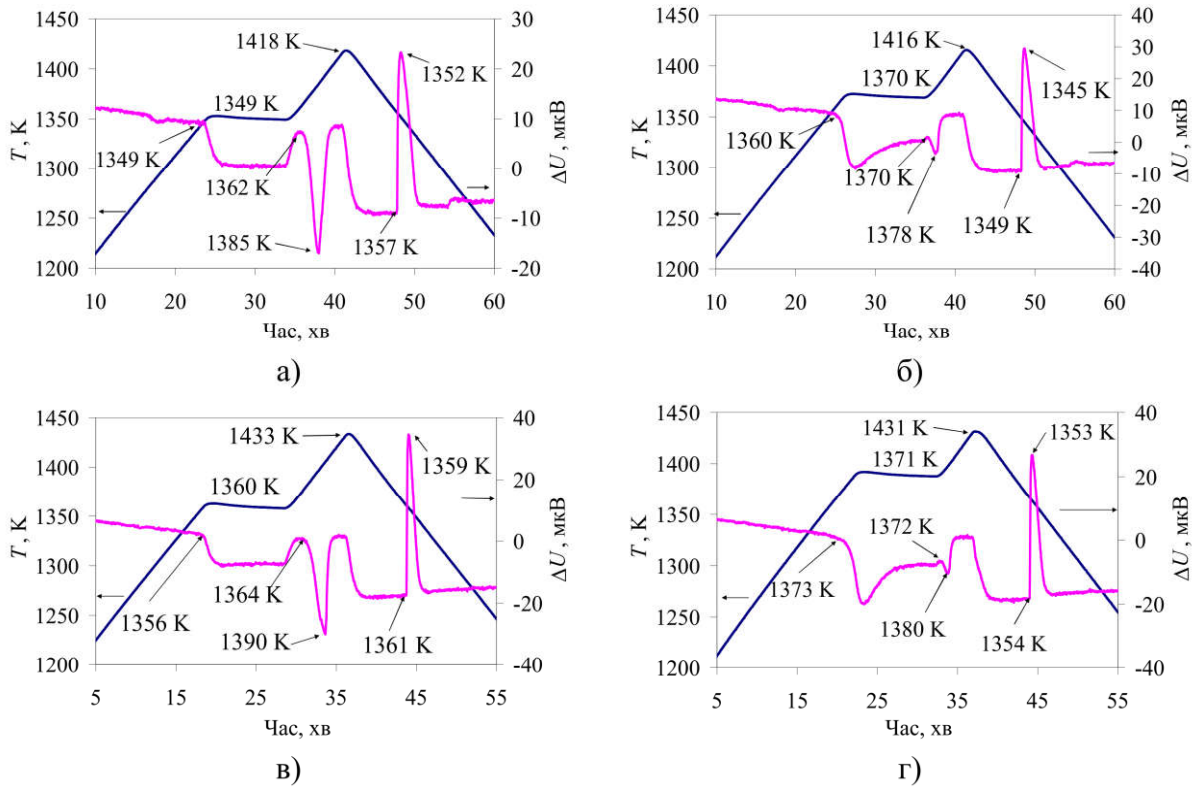 1450
1400
1350
1300
1250
1200
T, К
30
20
10
0
-10
-20
ΔU, мкВ
1418 К
1349 К
1352 К
1349 К
1362 К
1385 К
1357 К
10 20 30 40 50 60
Час, хв
а)
1450
1400
1350
1300
1250
1200
T, К
40
30
20
10
0
-10
-20
-30
-40
ΔU, мкВ
1416 К
1370 К
1345 К
1360 К
1370 К
1378 К
1349 К
10 20 30 40 50 60
Час, хв
б)
1450
1400
1350
1300
1250
1200
T, К
40
20
0
-20
-40
ΔU, мкВ
1433 К
1360 К
1359 К
1356 К
1364 К
1390 К
1361 К
5 15 25 35 45 55
Час, хв
в)
1450
1400
1350
1300
1250
1200
T, К
40
20
0
-20
-40
ΔU, мкВ
1431 К
1371 К
1353 К
1373 К
1372 К
1380 К
1354 К
5 15 25 35 45 55
Час, хв
г)